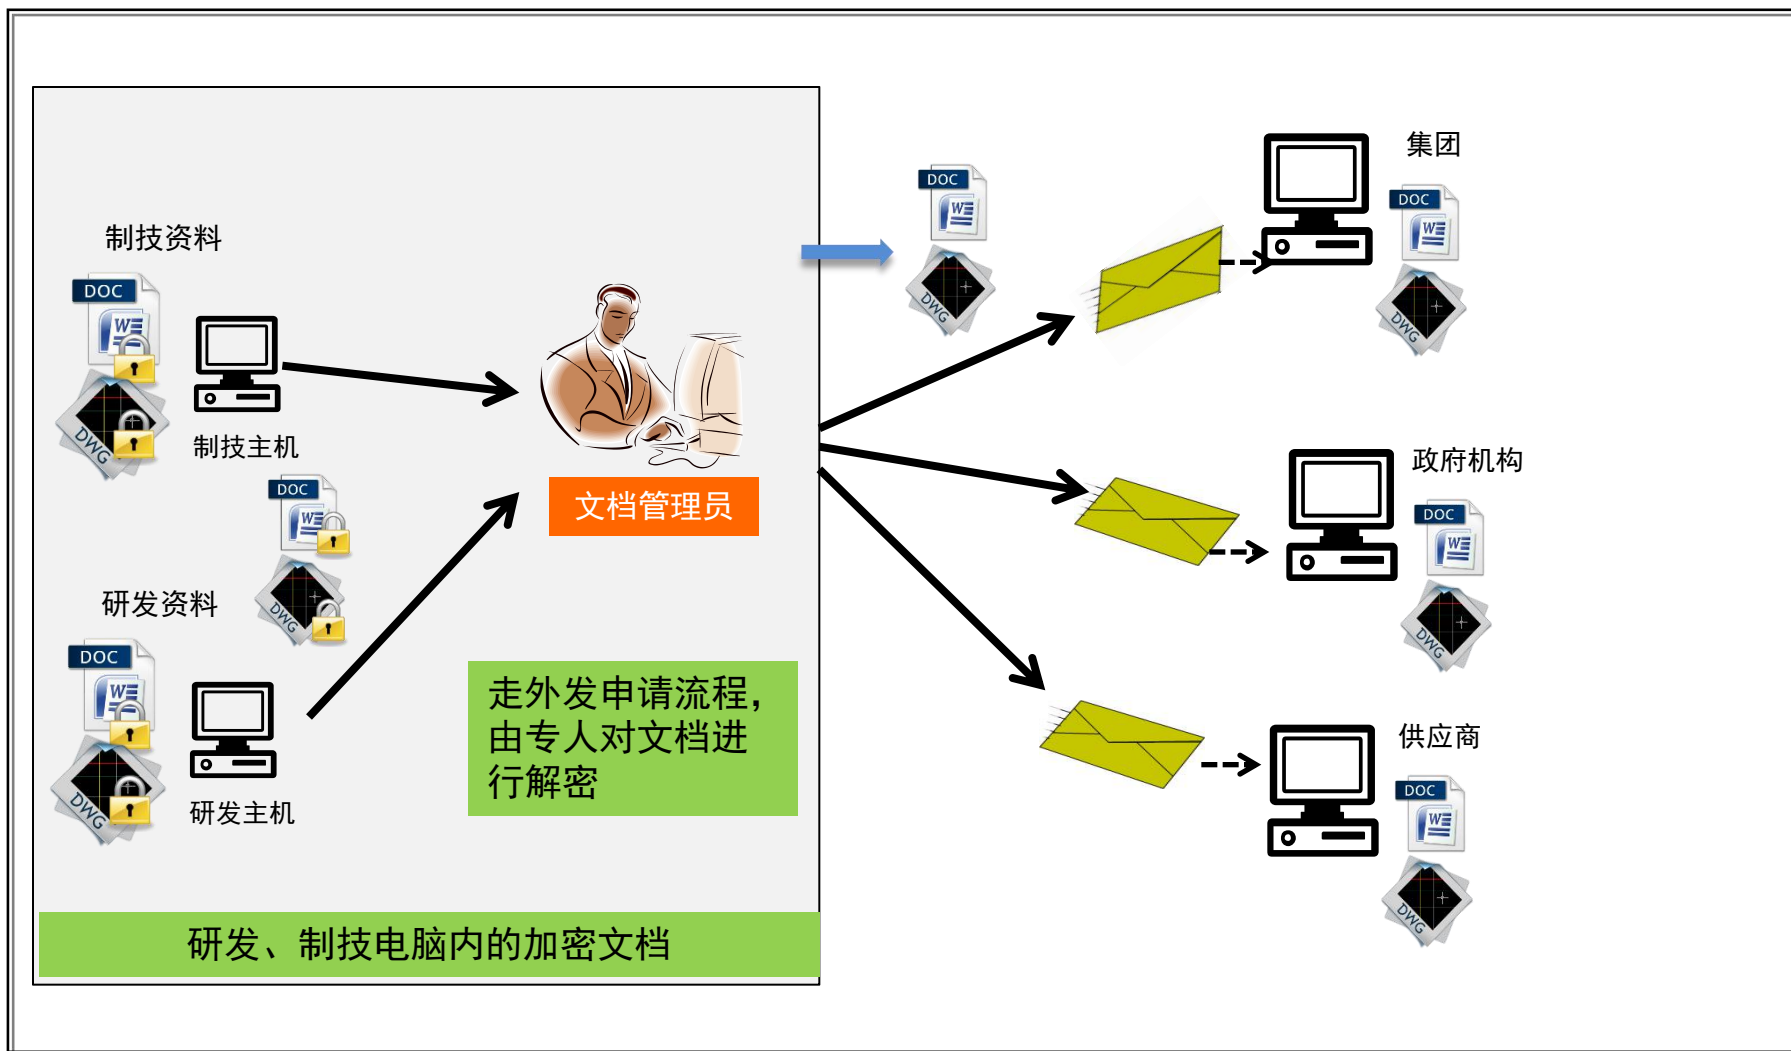 集团
DOC
W
DWG
DOC
W
DWG
制技资料
DOC
W
DWG
制技主机
文档管理员
政府机构
DOC
W
DWG
DOC
W
DWG
研发资料
DOC
W
DWG
研发主机
走外发申请流程,
由专人对文档进
行解密
供应商
DOC
W
DWG
研发、制技电脑内的加密文档